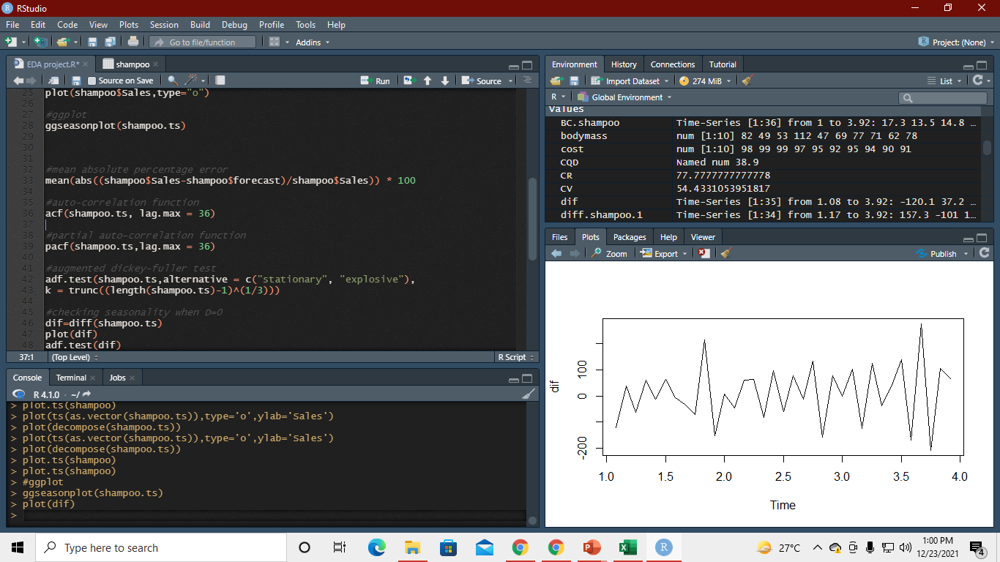 RStudio
File Edit Code View Plots Session Build Debug Profile Tools Help
Go to file/function Addins Project: (None)
EDA project.R* shampoo
Source on Save Run Source
25 plot(shampoo$Sales,type="o")
26
27 #ggplot
28 ggseasonplot(shampoo.ts)
29
30
31
32 #mean absolute percentage error
33 mean(abs((shampoo$Sales-shampoo$forecast)/shampoo$Sales)) * 100
34
35 #auto-correlation function
36 acf(shampoo.ts, lag.max = 36)
37
38 #partial auto-correlation function
39 pacf(shampoo.ts,lag.max = 36)
40
41 #augmented dickey-fuller test
42 adf.test(shampoo.ts,alternative = c("stationary", "explosive"),
43 k = trunc((length(shampoo.ts)-1)^(1/3)))
44
45 #checking seasonality when D=0
46 dif=diff(shampoo.ts)
47 plot(dif)
48 adf.test(dif)
37:1 (Top Level) R Script
Console Terminal Jobs
R 4.1.0 · ~/
> plot.ts(shampoo)
> plot(ts(as.vector(shampoo.ts)),type='o',ylab='Sales')
> plot(decompose(shampoo.ts))
> plot(ts(as.vector(shampoo.ts)),type='o',ylab='Sales')
> plot(decompose(shampoo.ts))
> plot.ts(shampoo)
> plot.ts(shampoo)
> #ggplot
> ggseasonplot(shampoo.ts)
> plot(dif)
>
Environment History Connections Tutorial
Import Dataset 274 MiB List
R Global Environment
Values
BC.shampoo Time-Series [1:36] from 1 to 3.92: 17.3 13.5 14.8 …
bodymass num [1:10] 82 49 53 112 47 69 77 71 62 78
cost num [1:10] 98 99 99 97 95 92 95 94 90 91
CQD Named num 38.9
CR 77.7777777777778
CV 54.4331053951817
dif Time-Series [1:35] from 1.08 to 3.92: -120.1 37.2 …
diff.shampoo.1 Time-Series [1:34] from 1.17 to 3.92: 157.3 -101 1…
Files Plots Packages Help Viewer
Zoom Export Publish
dif
100
0
-200
1.0 1.5 2.0 2.5 3.0 3.5 4.0
Time
Type here to search
27°C
1:00 PM
12/23/2021
4